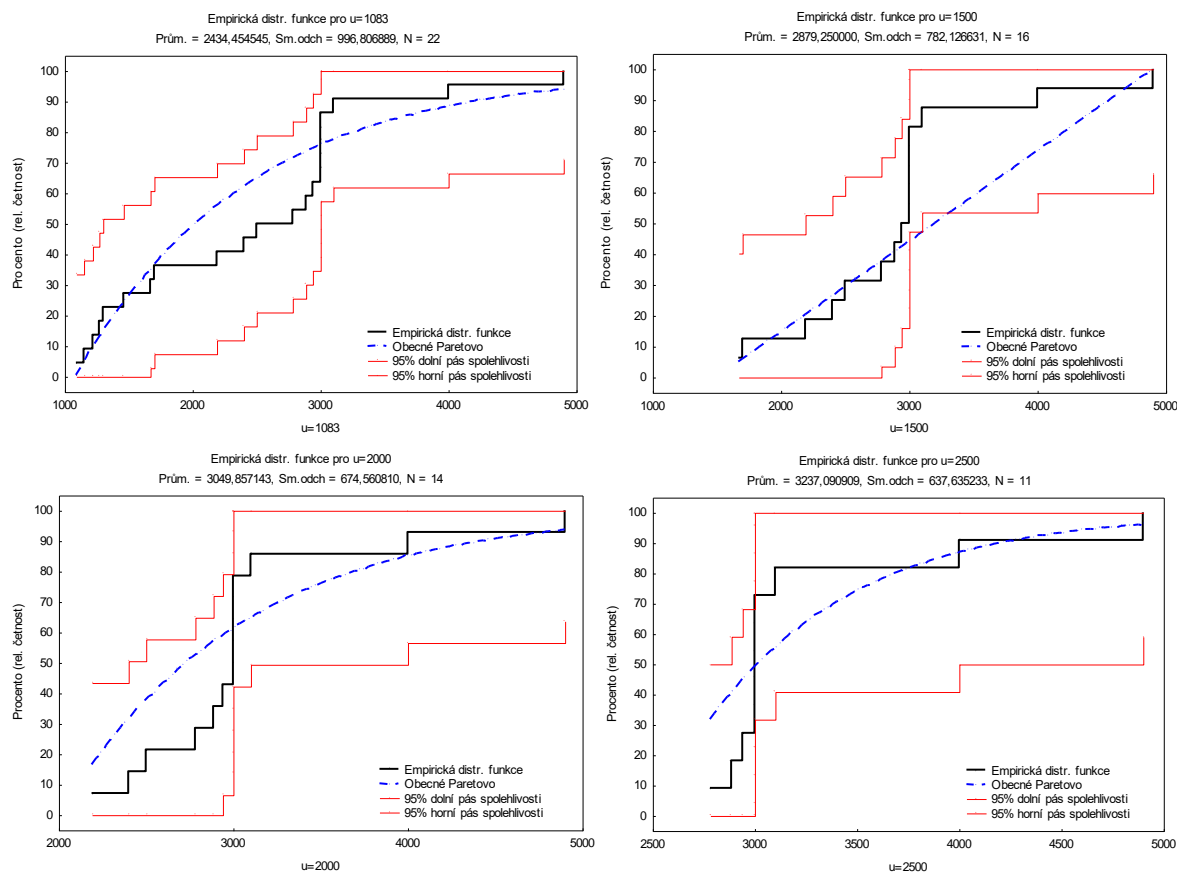 Empirická distr. funkce pro u=1083
Prům. = 2434,454545, Sm.odch = 996,806889, N = 22
Procento (rel. četnost)
100
90
80
70
60
50
40
30
20
10
0
Empirická distr. funkce
Obecné Paretovo
95% dolní pás spolehlivosti
95% horní pás spolehlivosti
1000 2000 3000 4000 5000
u=1083
Empirická distr. funkce pro u=1500
Prům. = 2879,250000, Sm.odch = 782,126631, N = 16
Procento (rel. četnost)
100
90
80
70
60
50
40
30
20
10
0
Empirická distr. funkce
Obecné Paretovo
95% dolní pás spolehlivosti
95% horní pás spolehlivosti
1000 2000 3000 4000 5000
u=1500
Empirická distr. funkce pro u=2000
Prům. = 3049,857143, Sm.odch = 674,560810, N = 14
Procento (rel. četnost)
100
90
80
70
60
50
40
30
20
10
0
Empirická distr. funkce
Obecné Paretovo
95% dolní pás spolehlivosti
95% horní pás spolehlivosti
2000 3000 4000 5000
u=2000
Empirická distr. funkce pro u=2500
Prům. = 3237,090909, Sm.odch = 637,635233, N = 11
Procento (rel. četnost)
100
90
80
70
60
50
40
30
20
10
0
Empirická distr. funkce
Obecné Paretovo
95% dolní pás spolehlivosti
95% horní pás spolehlivosti
2500 3000 3500 4000 4500 5000
u=2500